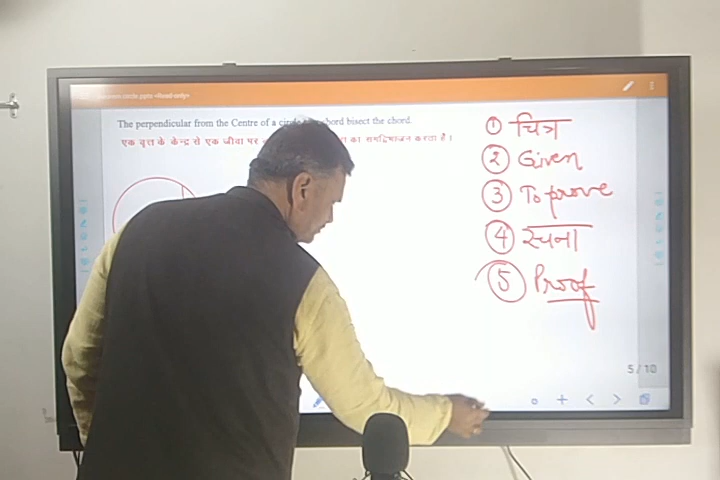 The perpendicular from the Centre of a chord bisect the chord.
एक वृत्त के केन्द्र से एक जीवा पर का समद्विभाजन करता है।
① चित्र
② Given
③ To prove
④ रचना
⑤ Proof
5 / 10